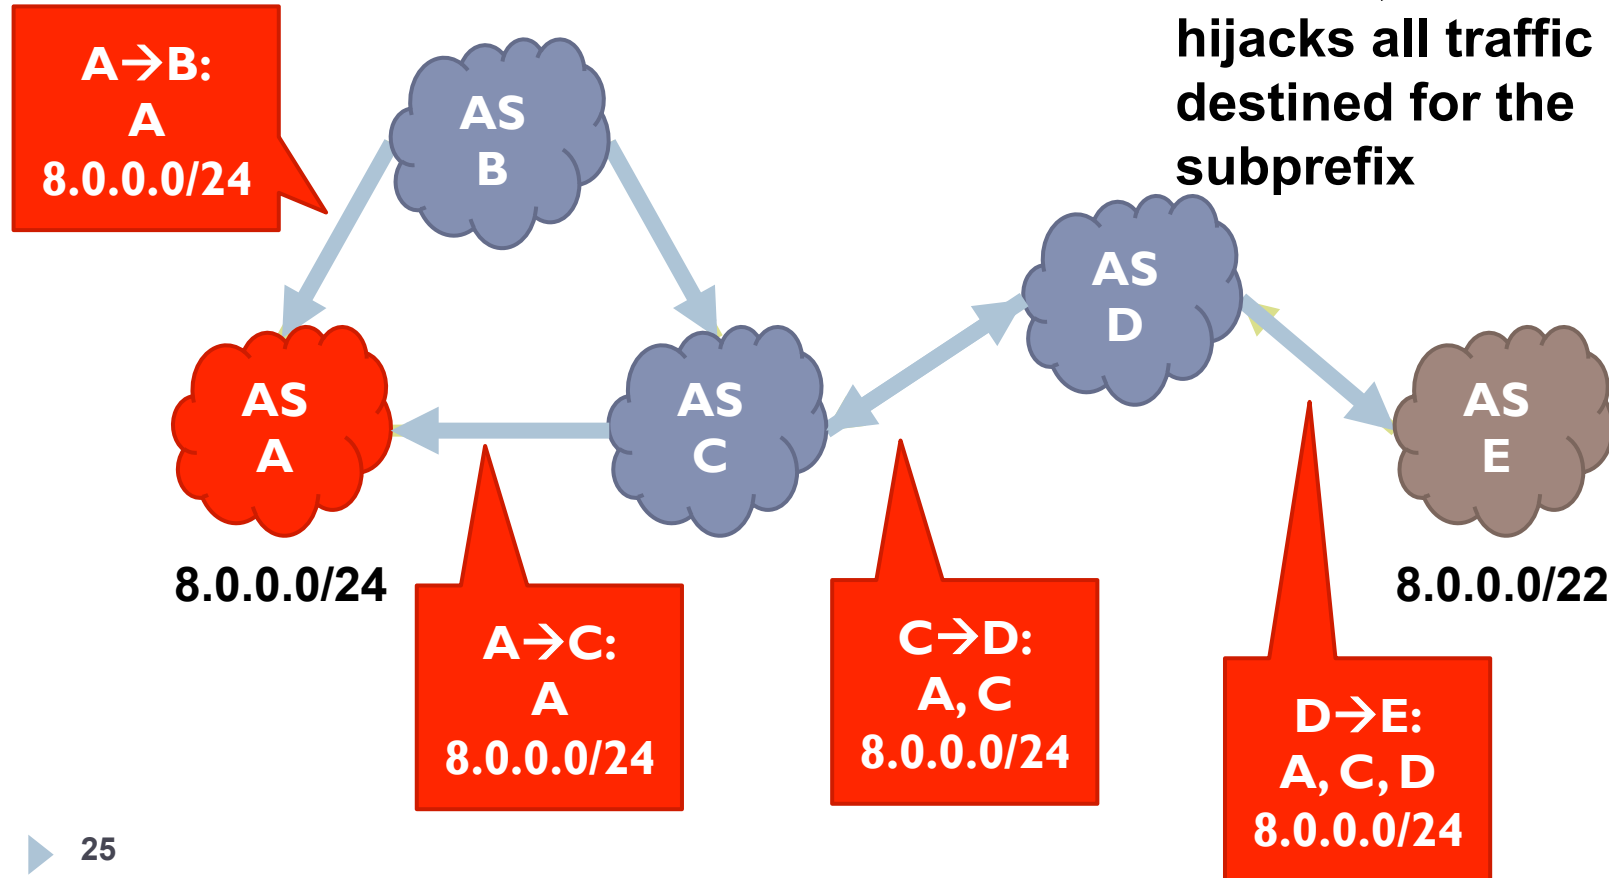 hijacks all traffic
destined for the
subprefix
A→B:
A
8.0.0.0/24
AS
B
AS
D
AS
A
AS
C
AS
E
8.0.0.0/24
8.0.0.0/22
A→C:
A
8.0.0.0/24
C→D:
A, C
8.0.0.0/24
D→E:
A, C, D
8.0.0.0/24
25